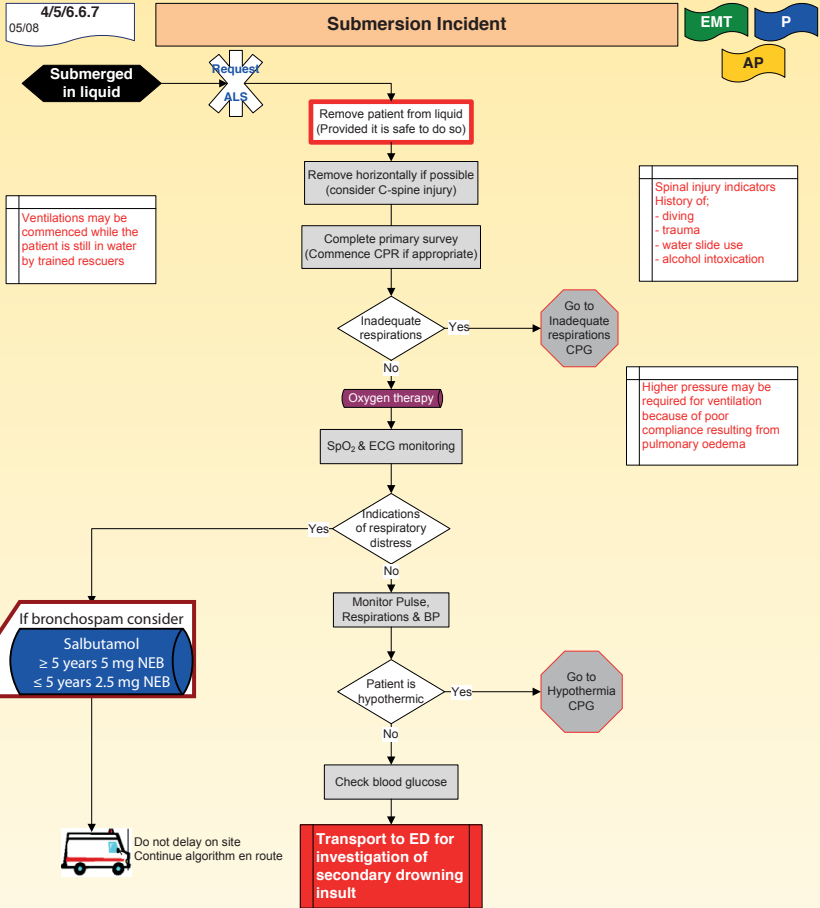 4/5/6.6.7
05/08
Submersion Incident
EMT
P
AP
Submerged
in liquid
Request
ALS
Remove patient from liquid
(Provided it is safe to do so)
Remove horizontally if possible
(consider C-spine injury)
Ventilations may be
commenced while the
patient is still in water
by trained rescuers
Spinal injury indicators
History of;
- diving
- trauma
- water slide use
- alcohol intoxication
Complete primary survey
(Commence CPR if appropriate)
Inadequate
respirations
Yes
Go to
Inadequate
respirations
CPG
No
Oxygen therapy
Higher pressure may be
required for ventilation
because of poor
compliance resulting from
pulmonary oedema
SpO₂ & ECG monitoring
Indications
of respiratory
distress
Yes
No
If bronchospam consider
Salbutamol
≥ 5 years 5 mg NEB
≤ 5 years 2.5 mg NEB
Monitor Pulse,
Respirations & BP
Patient is
hypothermic
Yes
Go to
Hypothermia
CPG
No
Check blood glucose
Do not delay on site
Continue algorithm en route
Transport to ED for
investigation of
secondary drowning
insult